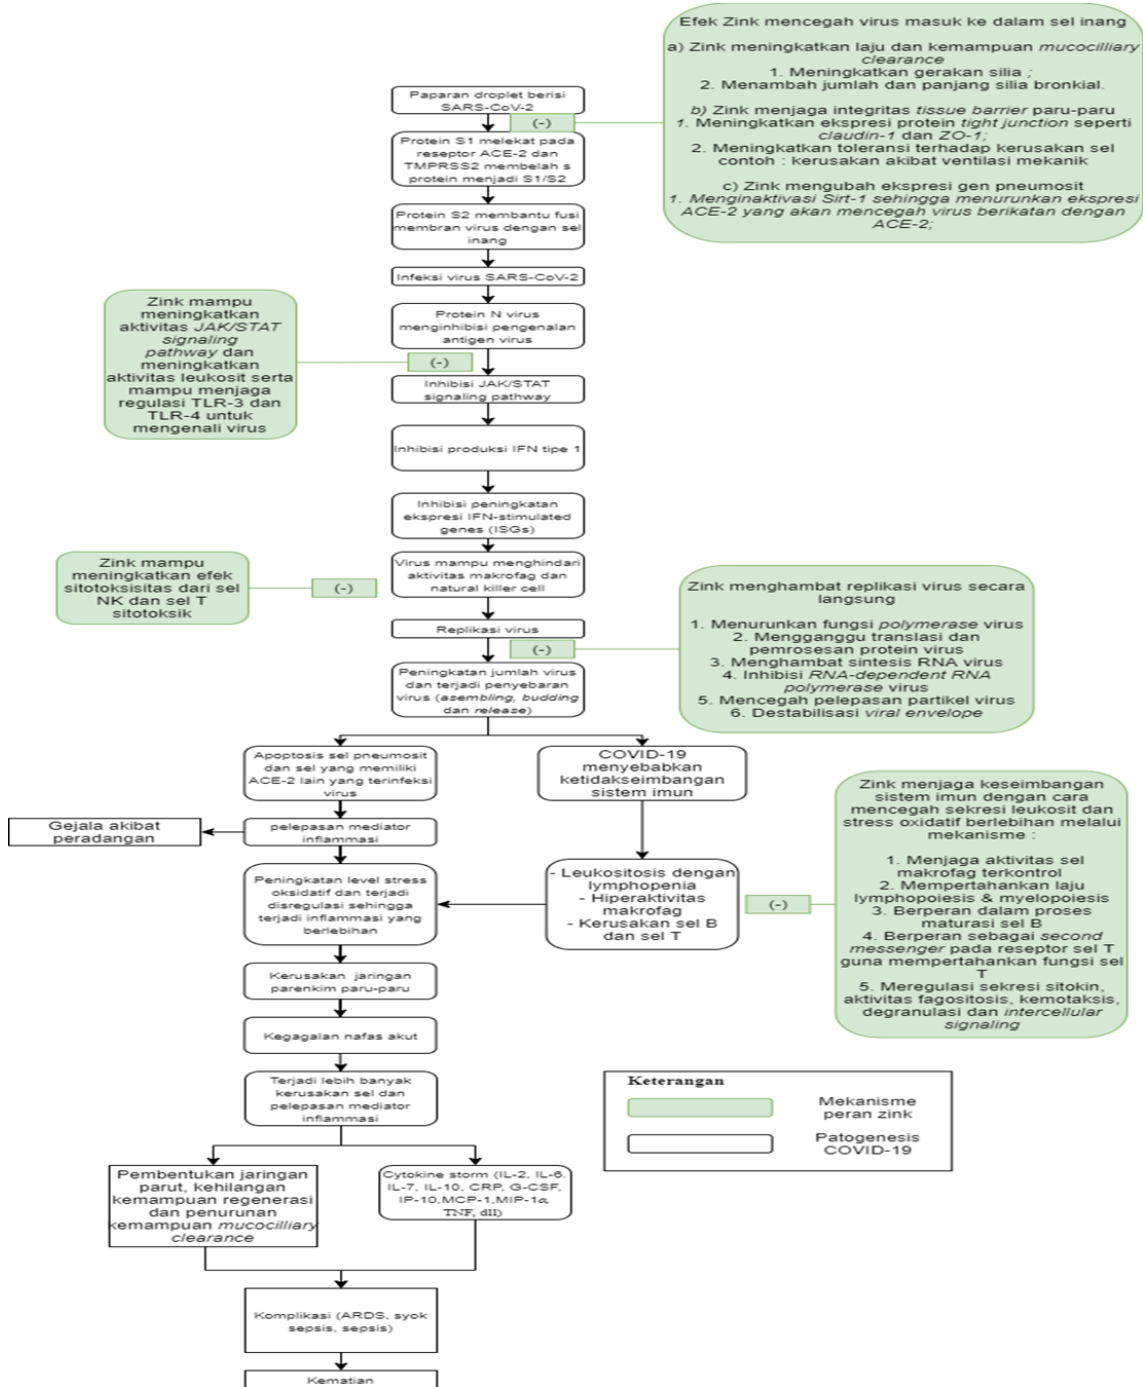 Efek Zink mencegah virus masuk ke dalam sel inang
a) Zink meningkatkan laju dan kemampuan mucocilliary
clearance
1. Meningkatkan gerakan silia ;
2. Menambah jumlah dan panjang silia bronkial.
b) Zink menjaga integritas tissue barrier paru-paru
1. Meningkatkan ekspresi protein tight junction seperti
claudin-1 dan ZO-1;
2. Meningkatkan toleransi terhadap kerusakan sel
contoh : kerusakan akibat ventilasi mekanik
c) Zink mengubah ekspresi gen pneumosit
1. Menginaktivasi Sirt-1 sehingga menurunkan ekspresi
ACE-2 yang akan mencegah virus berikatan dengan
ACE-2;
Paparan droplet berisi
SARS-CoV-2
(-)
Protein S1 melekat pada
reseptor ACE-2 dan
TMPRSS2 membelah s
protein menjadi S1/S2
Protein S2 membantu fusi
membran virus dengan sel
inang
Infeksi virus SARS-CoV-2
Protein N virus
menginhibisi pengenalan
antigen virus
Zink mampu
meningkatkan
aktivitas JAK/STAT
signaling
pathway dan
meningkatkan
aktivitas leukosit serta
mampu menjaga
regulasi TLR-3 dan
TLR-4 untuk
mengenali virus
(-)
Inhibisi JAK/STAT
signaling pathway
Inhibisi produksi IFN tipe 1
Inhibisi peningkatan
ekspresi IFN-stimulated
genes (ISGs)
Zink mampu
meningkatkan efek
sitotoksisitas dari sel
NK dan sel T
sitotoksik
(-)
Virus mampu menghindari
aktivitas makrofag dan
natural killer cell
Replikasi virus
(-)
Zink menghambat replikasi virus secara
langsung
1. Menurunkan fungsi polymerase virus
2. Mengganggu translasi dan
pemrosesan protein virus
3. Menghambat sintesis RNA virus
4. Inhibisi RNA-dependent RNA
polymerase virus
5. Mencegah pelepasan partikel virus
6. Destabilisasi viral envelope
Peningkatan jumlah virus
dan terjadi penyebaran
virus (asembling, budding
dan release)
Apoptosis sel pneumosit
dan sel yang memiliki
ACE-2 lain yang terinfeksi
virus
COVID-19
menyebabkan
ketidakseimbangan
sistem imun
Gejala akibat
peradangan
pelepasan mediator
inflammasi
Zink menjaga keseimbangan
sistem imun dengan cara
mencegah sekresi leukosit dan
stress oxidatif berlebihan melalui
mekanisme :
1. Menjaga aktivitas sel
makrofag terkontrol
2. Mempertahankan laju
lymphopoiesis & myelopoiesis
3. Berperan dalam proses
maturasi sel B
4. Berperan sebagai second
messenger pada reseptor sel T
guna mempertahankan fungsi sel
T
5. Meregulasi sekresi sitokin,
aktivitas fagositosis, kemotaksis,
degranulasi dan intercellular
signaling
Peningkatan level stress
oksidatif dan terjadi
disregulasi sehingga
terjadi inflammasi yang
berlebihan
- Leukositosis dengan
lymphopenia
- Hiperaktivitas
makrofag
- Kerusakan sel B
dan sel T
(-)
Kerusakan jaringan
parenkim paru-paru
Kegagalan nafas akut
Terjadi lebih banyak
kerusakan sel dan
pelepasan mediator
inflammasi
Keterangan
Mekanisme
peran zink
Patogenesis
COVID-19
Pembentukan jaringan
parut, kehilangan
kemampuan regenerasi
dan penurunan
kemampuan mucocilliary
clearance
Cytokine storm (IL-2, IL-6.
IL-7, IL-10, CRP, G-CSF,
IP-10,MCP-1,MIP-1α,
TNF, dll)
Komplikasi (ARDS, syok
sepsis, sepsis)
Kematian